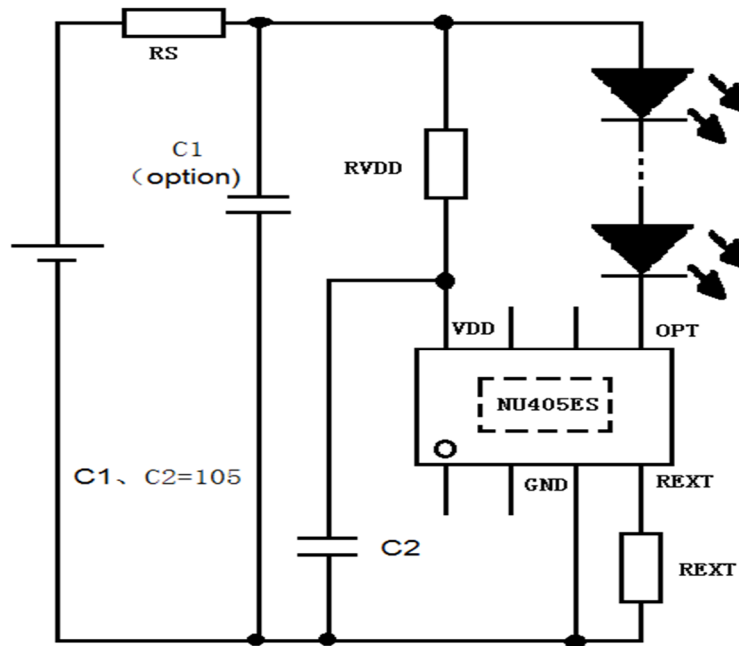 RS
C1
（option)
RVDD
VDD
OPT
NU405ES
C1、C2=105
GND
REXT
C2
REXT